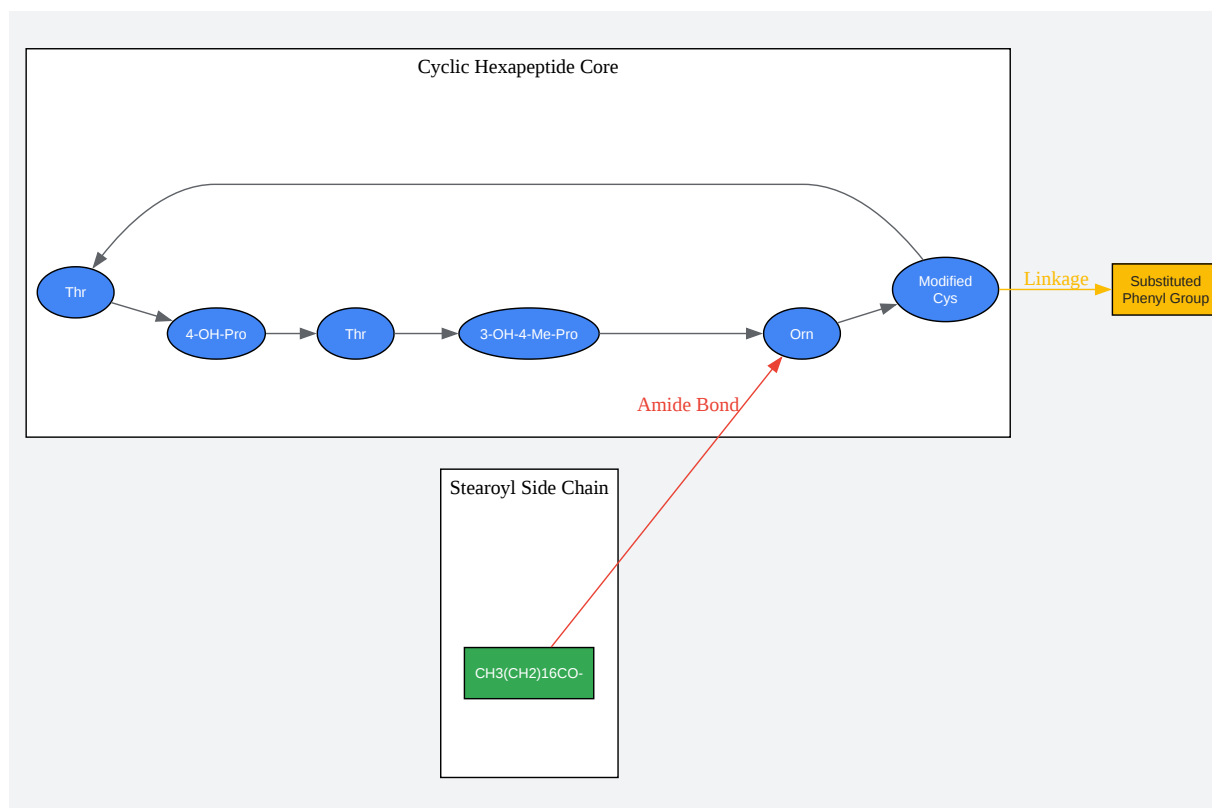 Cyclic Hexapeptide Core
Thr
4-OH-Pro
Thr
3-OH-4-Me-Pro
Orn
Modified
Cys
Linkage
Substituted
Phenyl Group
Amide Bond
Stearoyl Side Chain
CH3(CH2)16CO-